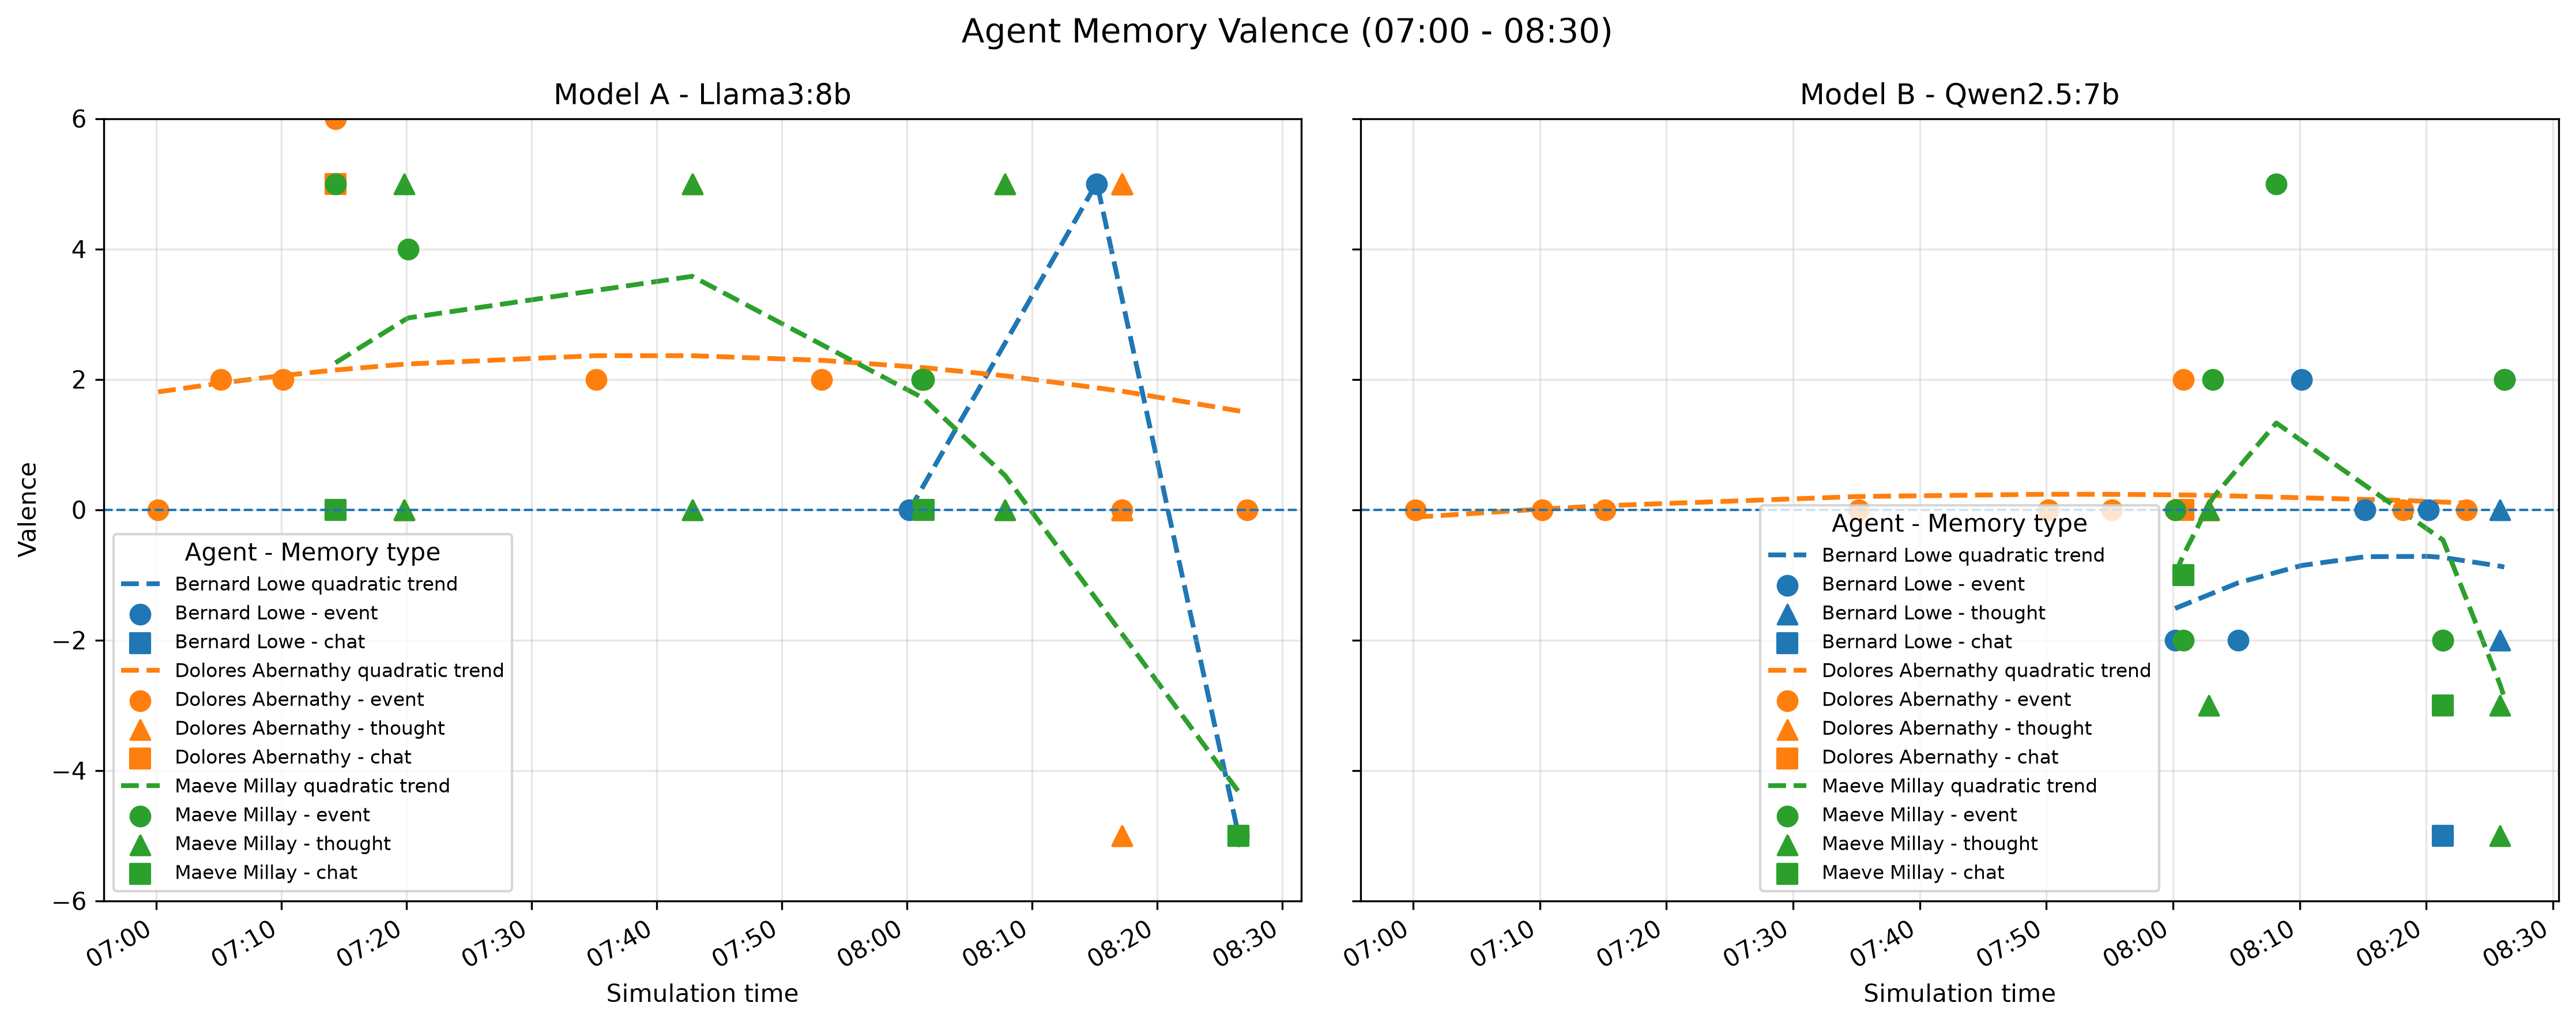 Agent Memory Valence (07:00 - 08:30)
Model A - Llama3:8b
Valence
6
4
2
0
−2
−4
−6
Agent - Memory type
Bernard Lowe quadratic trend
Bernard Lowe - event
Bernard Lowe - chat
Dolores Abernathy quadratic trend
Dolores Abernathy - event
Dolores Abernathy - thought
Dolores Abernathy - chat
Maeve Millay quadratic trend
Maeve Millay - event
Maeve Millay - thought
Maeve Millay - chat
07:00 07:10 07:20 07:30 07:40 07:50 08:00 08:10 08:20 08:30
Simulation time
Model B - Qwen2.5:7b
Agent - Memory type
Bernard Lowe quadratic trend
Bernard Lowe - event
Bernard Lowe - thought
Bernard Lowe - chat
Dolores Abernathy quadratic trend
Dolores Abernathy - event
Dolores Abernathy - thought
Dolores Abernathy - chat
Maeve Millay quadratic trend
Maeve Millay - event
Maeve Millay - thought
Maeve Millay - chat
07:00 07:10 07:20 07:30 07:40 07:50 08:00 08:10 08:20 08:30
Simulation time